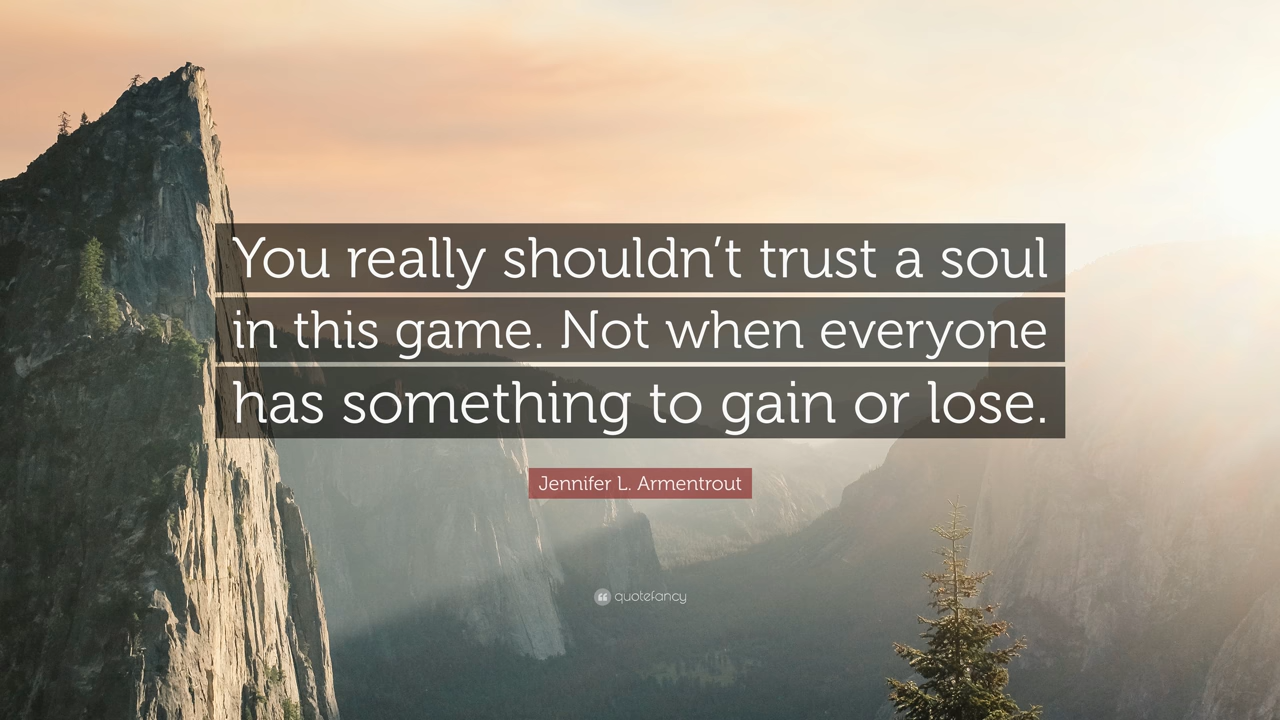 You really shouldn’t trust a soul
in this game. Not when everyone
has something to gain or lose.
Jennifer L. Armentrout
quotefancy